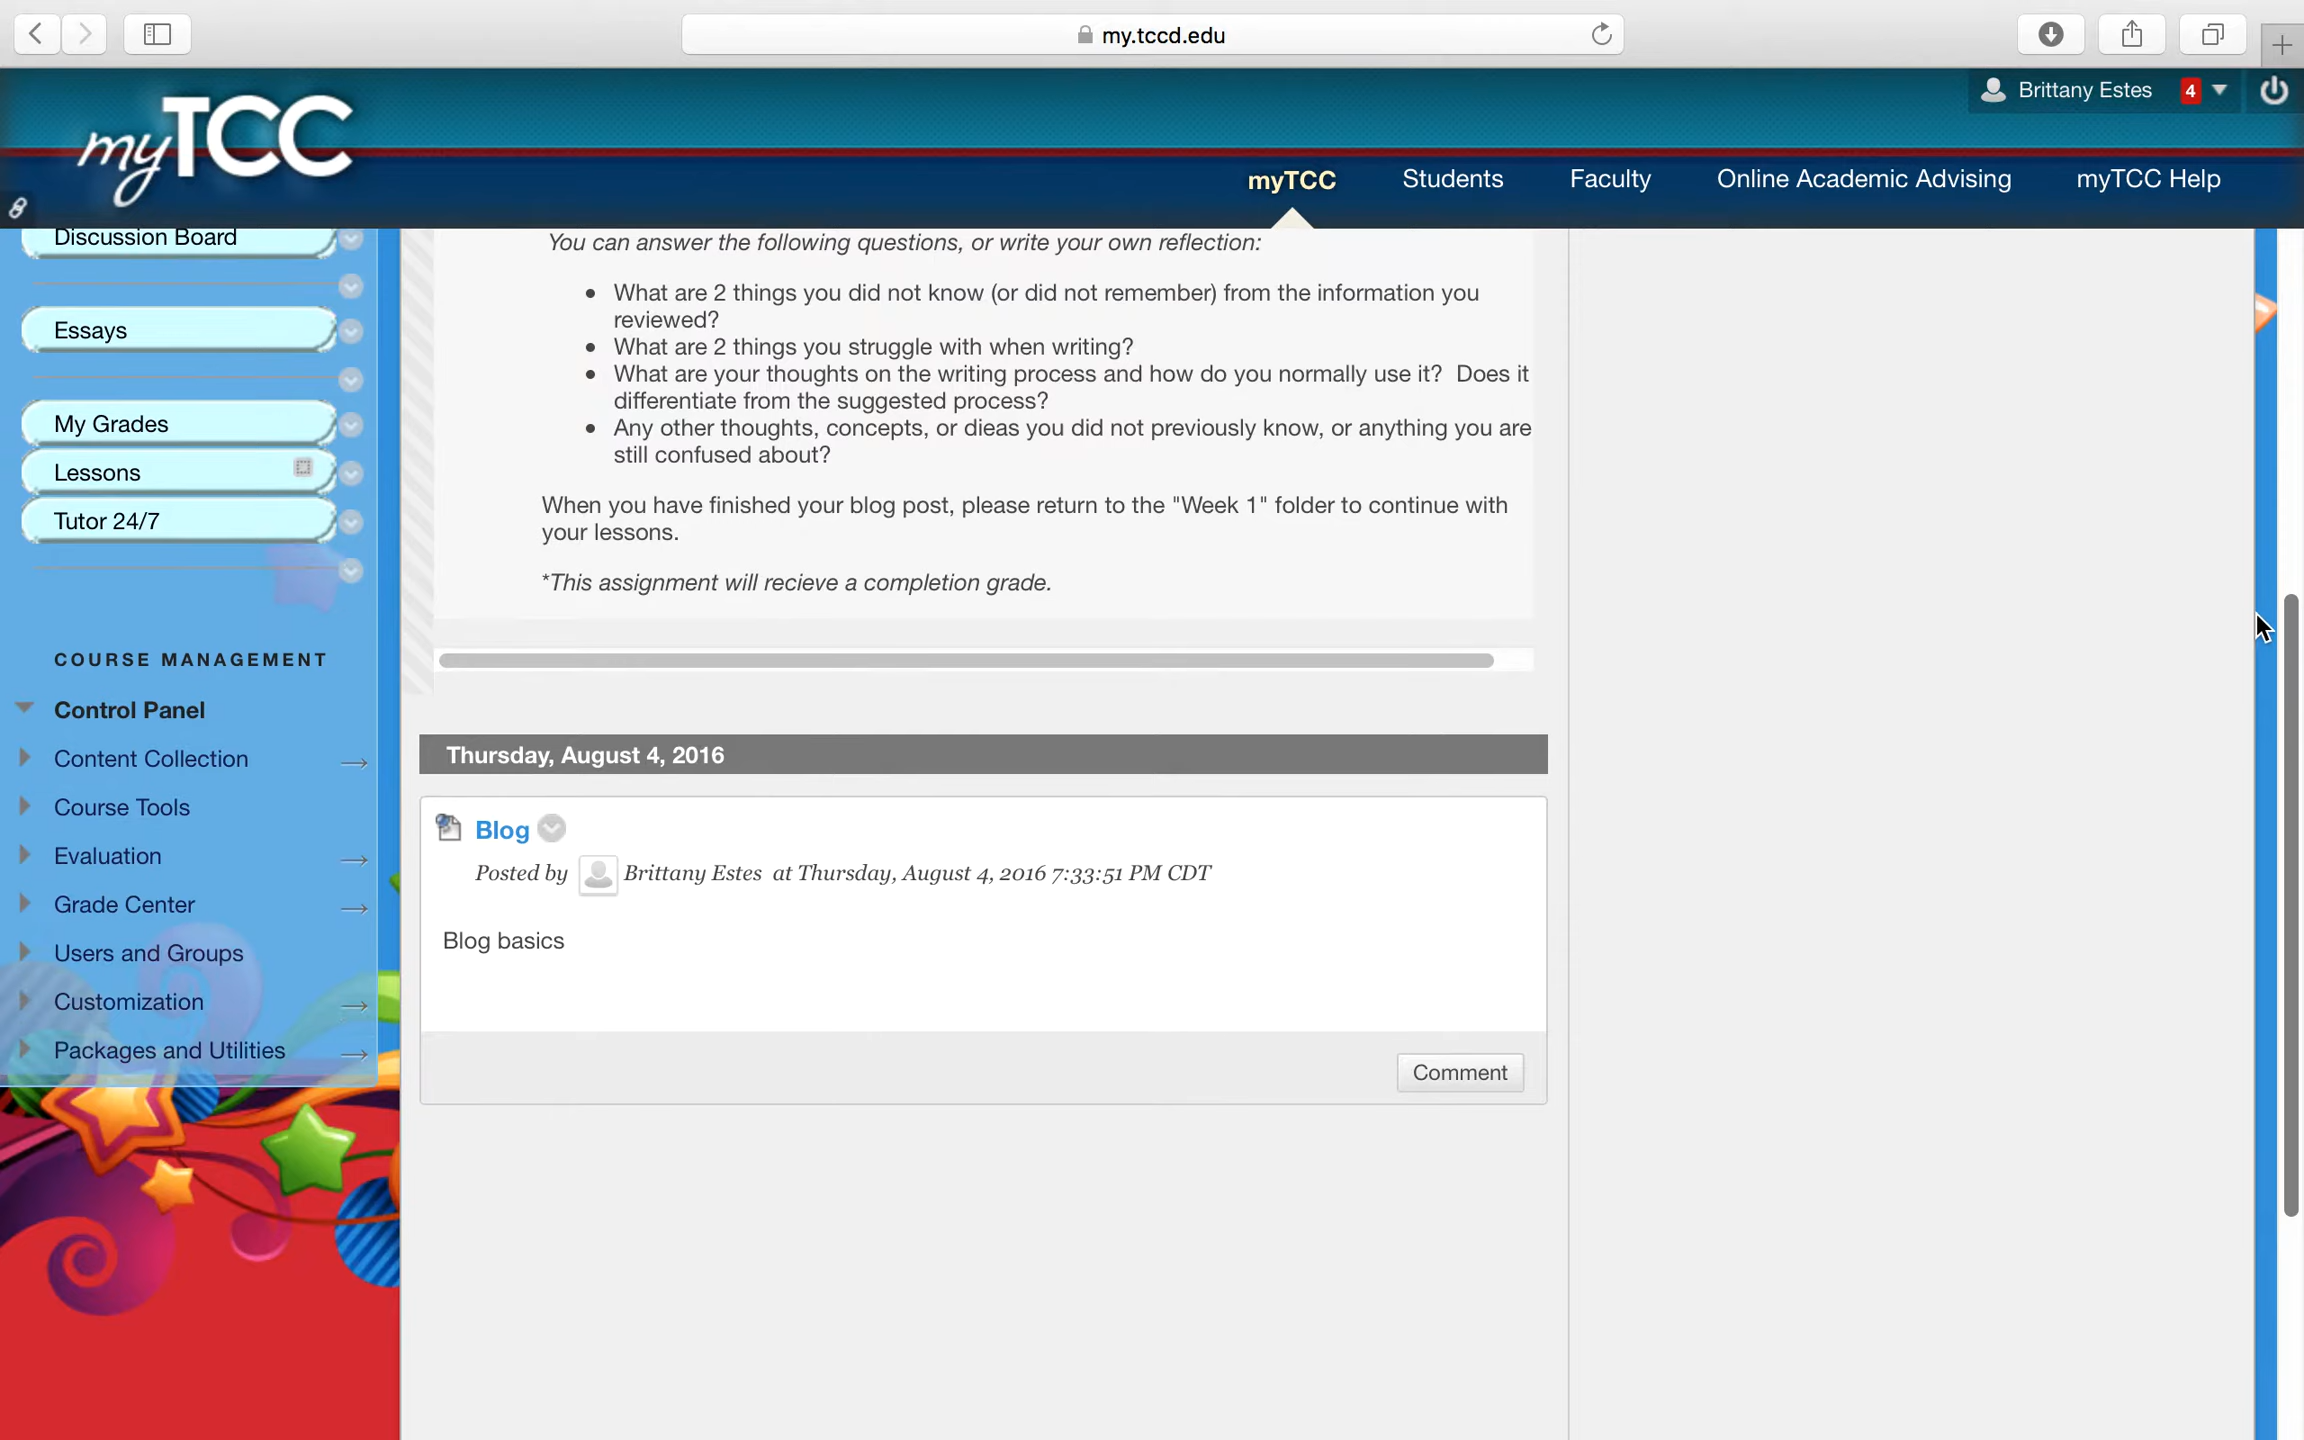 my.tccd.edu
Brittany Estes 4
myTCC
myTCC Students Faculty Online Academic Advising myTCC Help
Discussion Board
Essays
My Grades
Lessons
Tutor 24/7
COURSE MANAGEMENT
Control Panel
Content Collection
Course Tools
Evaluation
Grade Center
Users and Groups
Customization
Packages and Utilities
You can answer the following questions, or write your own reflection:
What are 2 things you did not know (or did not remember) from the information you
reviewed?
What are 2 things you struggle with when writing?
What are your thoughts on the writing process and how do you normally use it? Does it
differentiate from the suggested process?
Any other thoughts, concepts, or dieas you did not previously know, or anything you are
still confused about?
When you have finished your blog post, please return to the "Week 1" folder to continue with
your lessons.
*This assignment will recieve a completion grade.
Thursday, August 4, 2016
Blog
Posted by Brittany Estes at Thursday, August 4, 2016 7:33:51 PM CDT
Blog basics
Comment